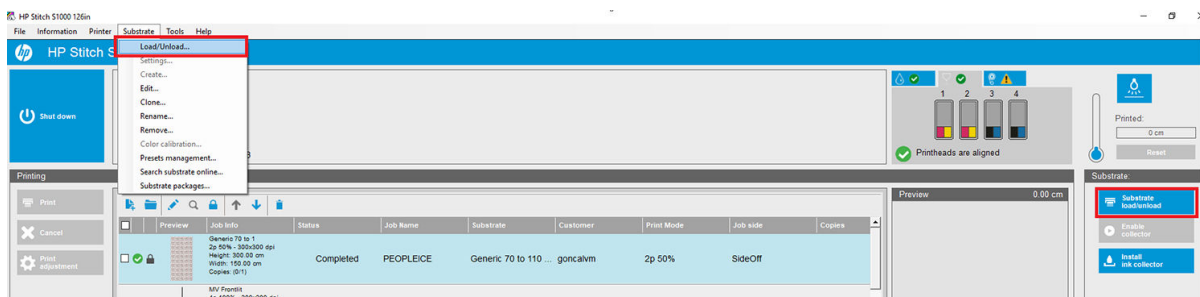 HP Stitch S1000 126in
File Information Printer Substrate Tools Help
hp HP Stitch S
Load/Unload...
Settings...
Create...
Edit...
Clone...
Rename...
Remove...
Color calibration...
Presets management...
Search substrate online...
Substrate packages...
Shut down
1 2 3 4
Printheads are aligned
Printed:
0 cm
Reset
Printing
Print
Cancel
Print
adjustment
Preview Job Info Status Job Name Substrate Customer Print Mode Job side Copies
Generic 70 to 1
2p 50% - 300x300 dpi
Height: 300.00 cm
Width: 150.00 cm
Copies: (0/1)
Completed PEOPLEICE Generic 70 to 110 ... goncalvm 2p 50% SideOff
MV Frontlit
Preview 0.00 cm
Substrate:
Substrate
load/unload
Enable
collector
Install
ink collector